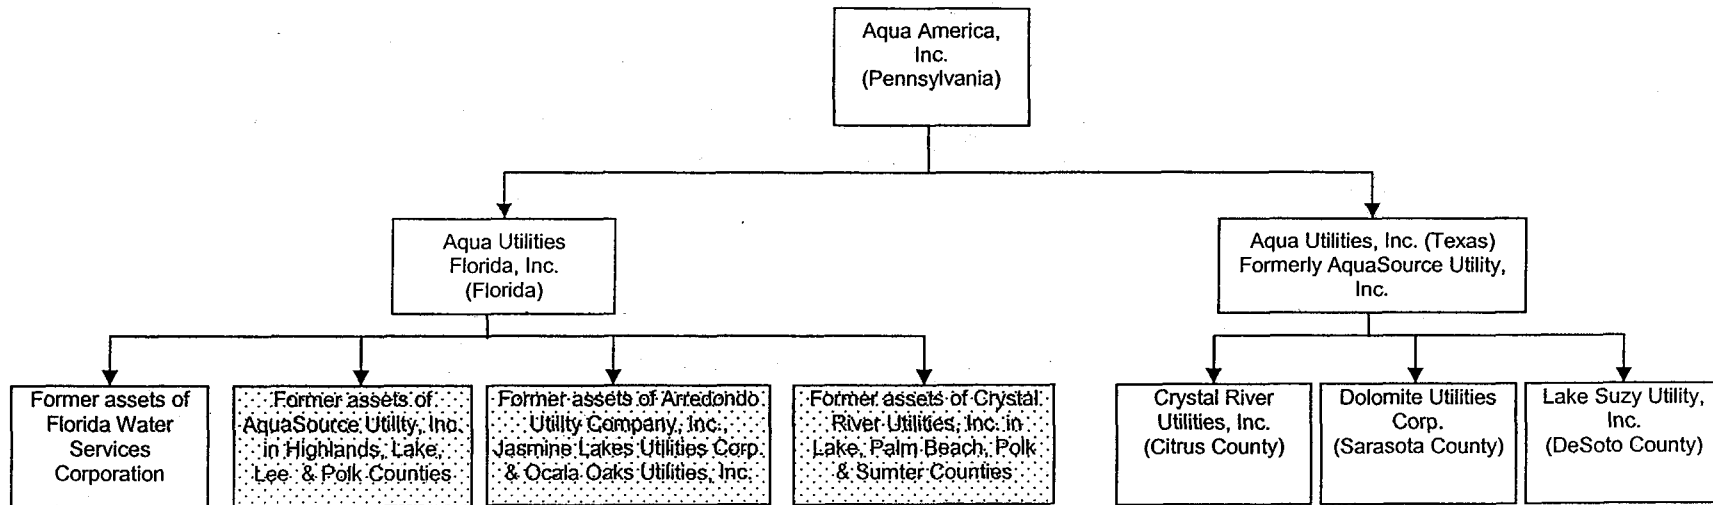 Aqua America,
Inc.
(Pennsylvania)
Aqua Utilities
Florida, Inc.
(Florida)
Aqua Utilities, Inc. (Texas)
Formerly AquaSource Utility,
Inc.
Former assets of
Florida Water
Services
Corporation
Former assets of
AquaSource Utility, Inc.
in Highlands, Lake,
Lee & Polk Counties
Former assets of Arredondo
Utility Company, Inc.,
Jasmine Lakes Utilities Corp.
& Ocala Oaks Utilities, Inc.
Former assets of Crystal
River Utilities, Inc. in
Lake, Palm Beach, Polk
& Sumter Counties
Crystal River
Utilities, Inc.
(Citrus County)
Dolomite Utilities
Corp.
(Sarasota County)
Lake Suzy Utility,
Inc.
(DeSoto County)